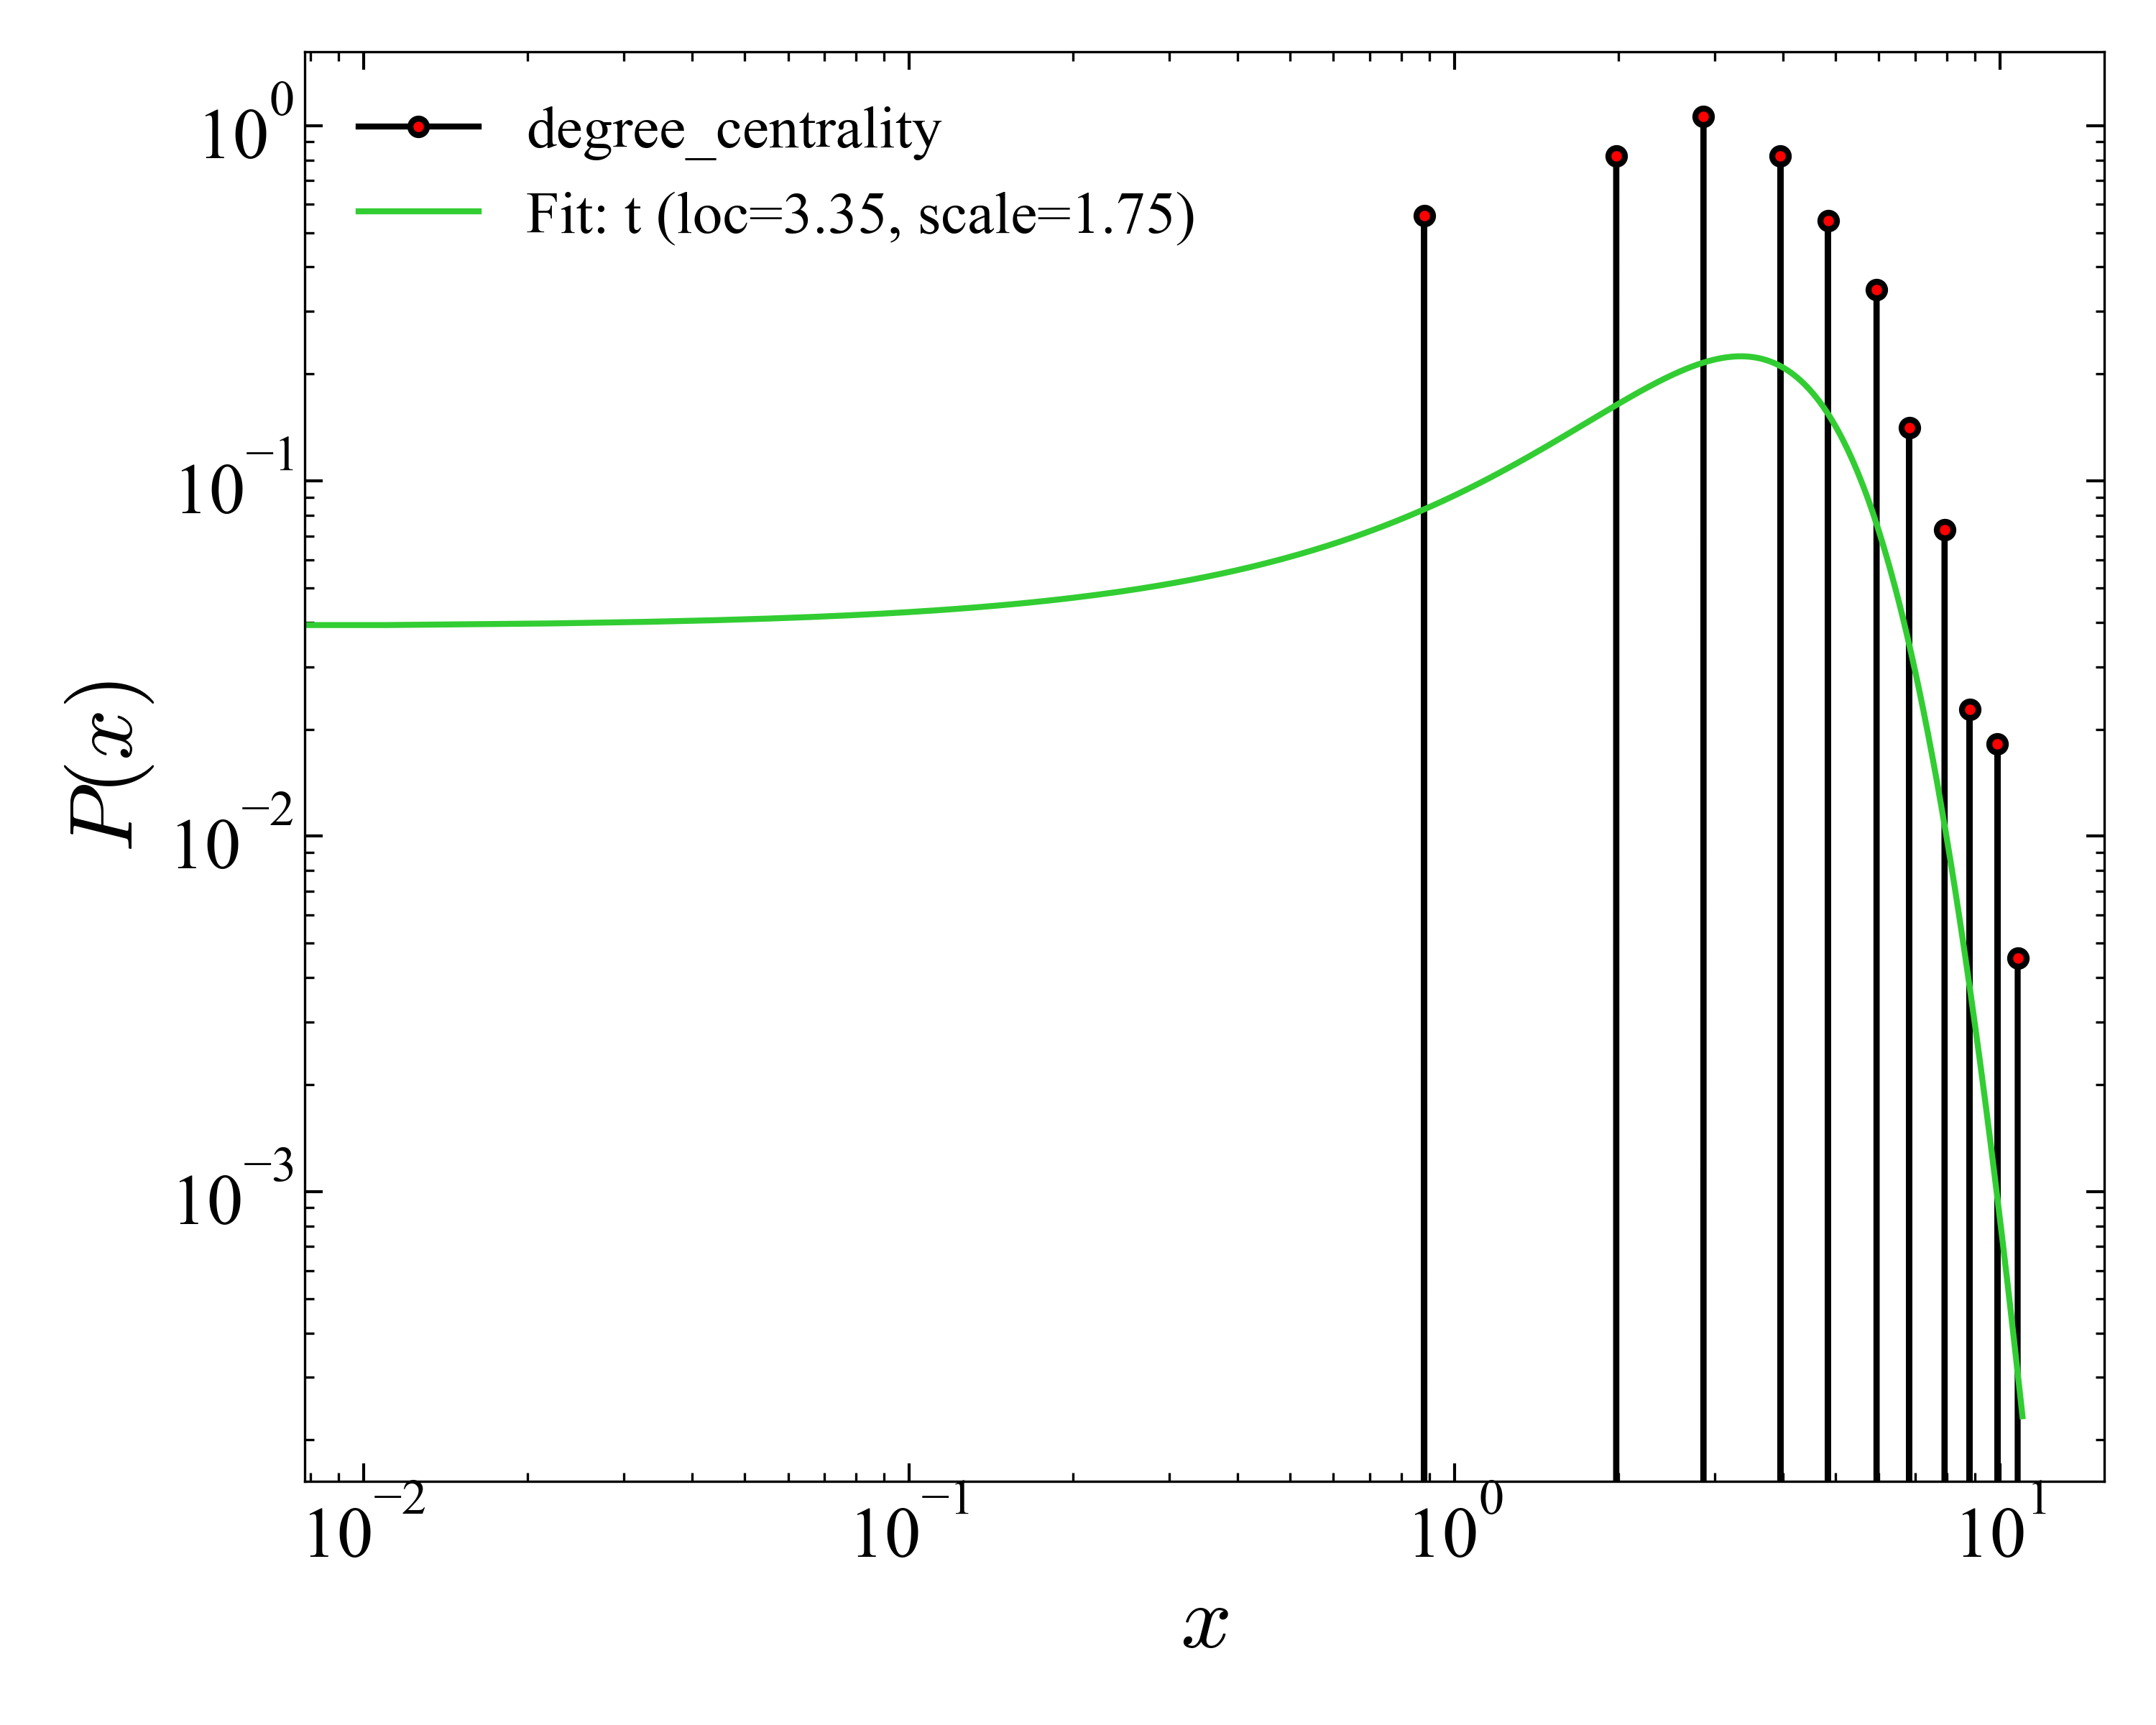 degree_centrality
Fit: t (loc=3.35, scale=1.75)
10^0
10^−1
10^−2
10^−3
P(x)
10^−2 10^−1 10^0 10^1
x